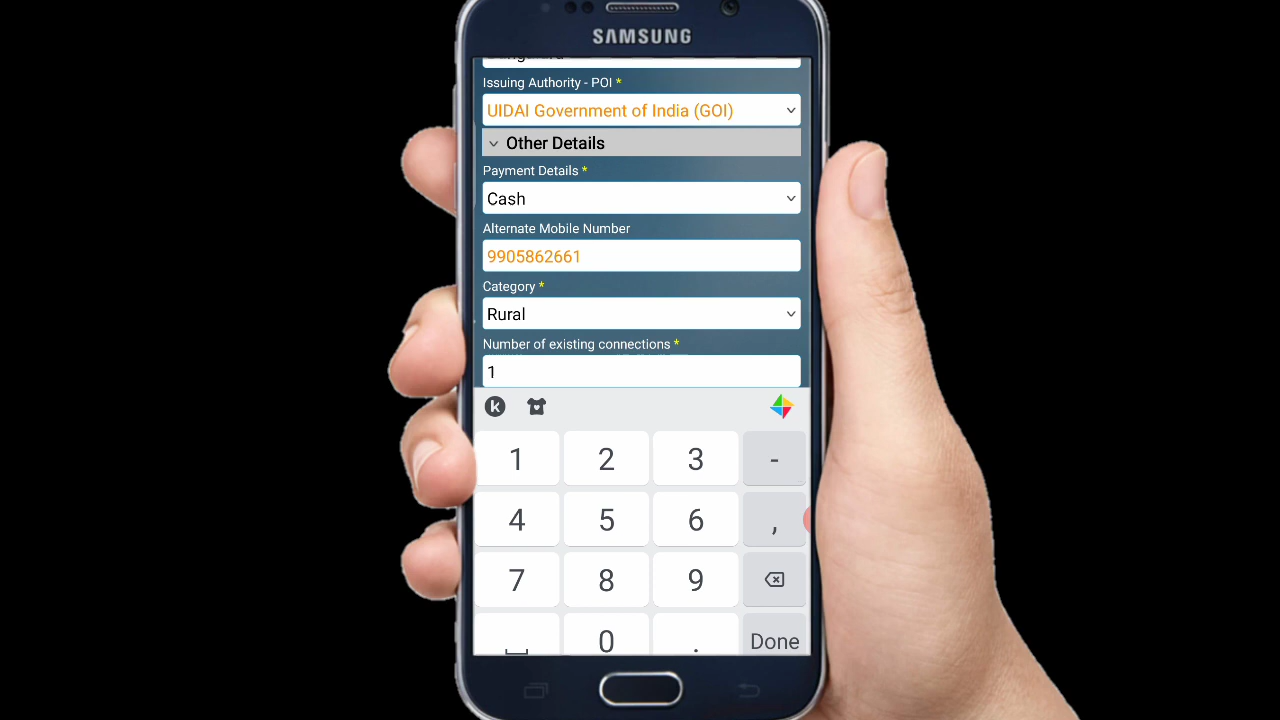 SAMSUNG
Issuing Authority - POI *
UIDAI Government of India (GOI)
Other Details
Payment Details *
Cash
Alternate Mobile Number
9905862661
Category *
Rural
Number of existing connections *
1
k
1 2 3 -
4 5 6 ,
7 8 9
0 . Done